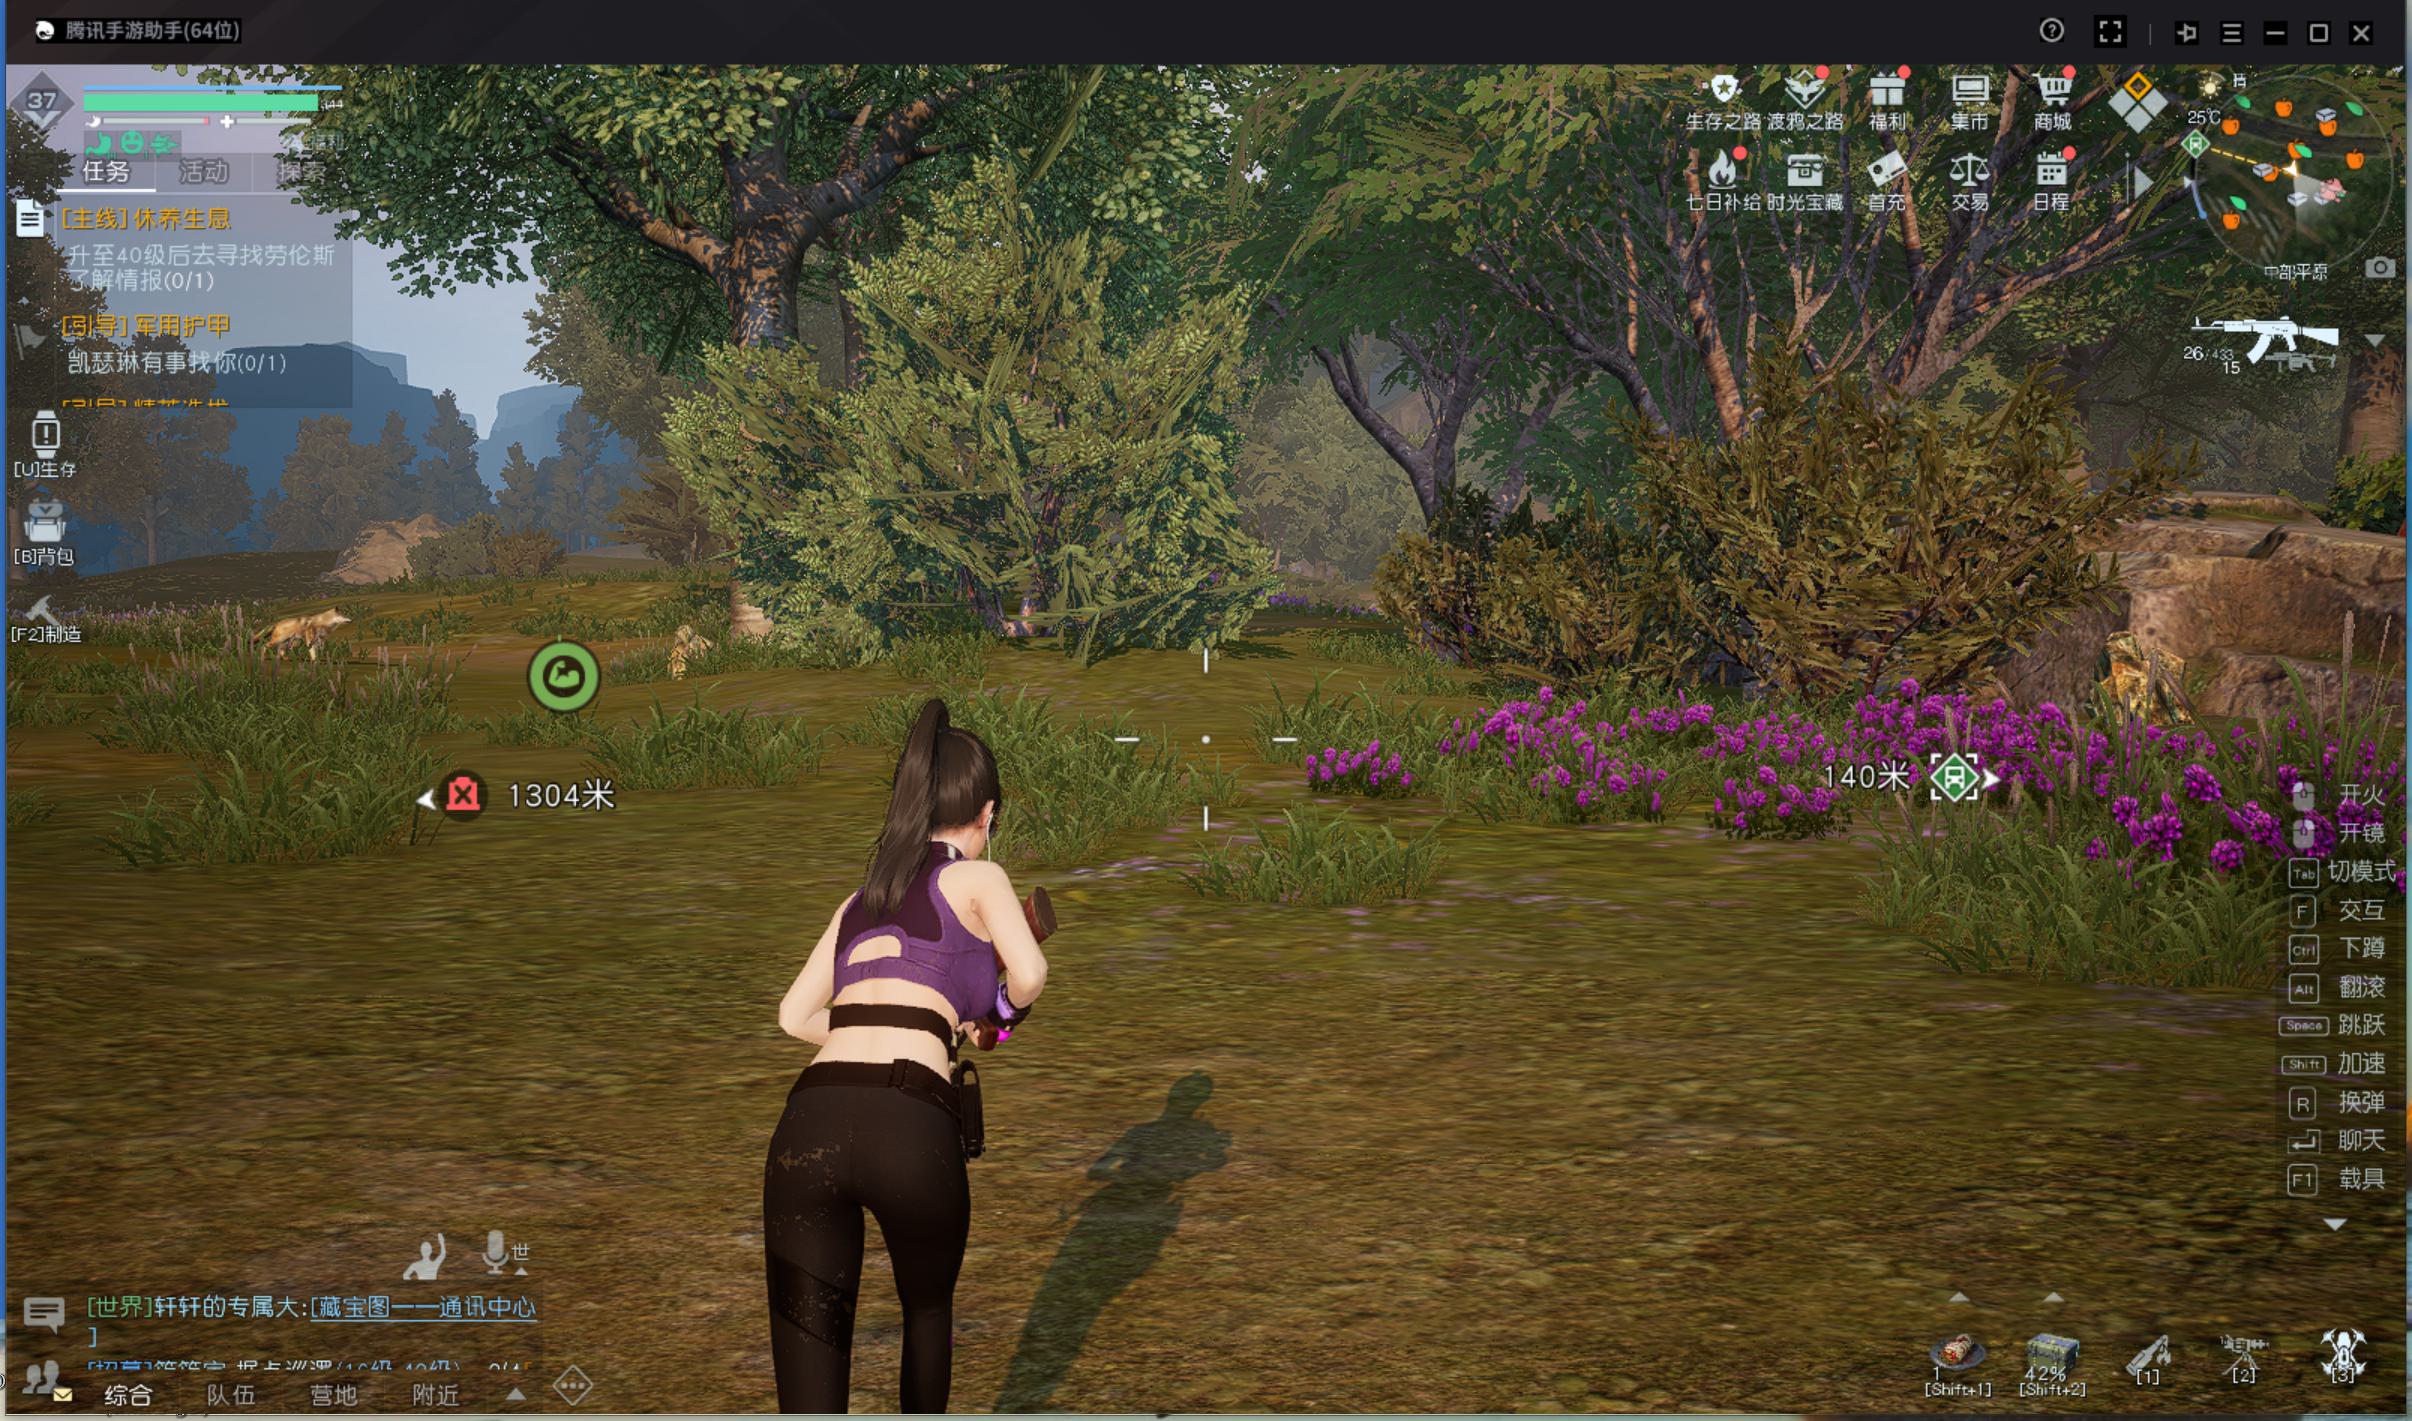 腾讯手游助手(64位)
37
任务
活动
探索
[主线] 休养生息
升至40级后去寻找劳伦斯
了解情报(0/1)
[引导] 军用护甲
凯瑟琳有事找你(0/1)
[U]生存
[B]背包
[F2]制造
生存之路
渡鸦之路
福利
集市
商城
七日补给
时光宝藏
首充
交易
日程
25℃
中部平原
26/433
15
1304米
140米
开火
开镜
Tab 切模式
F 交互
Ctrl 下蹲
Alt 翻滚
Space 跳跃
Shift 加速
R 换弹
聊天
F1 载具
世
[世界]轩轩的专属大:[藏宝图——通讯中心
]
综合
队伍
营地
附近
1
[Shift+1]
42%
[Shift+2]
[1]
[2]
[3]